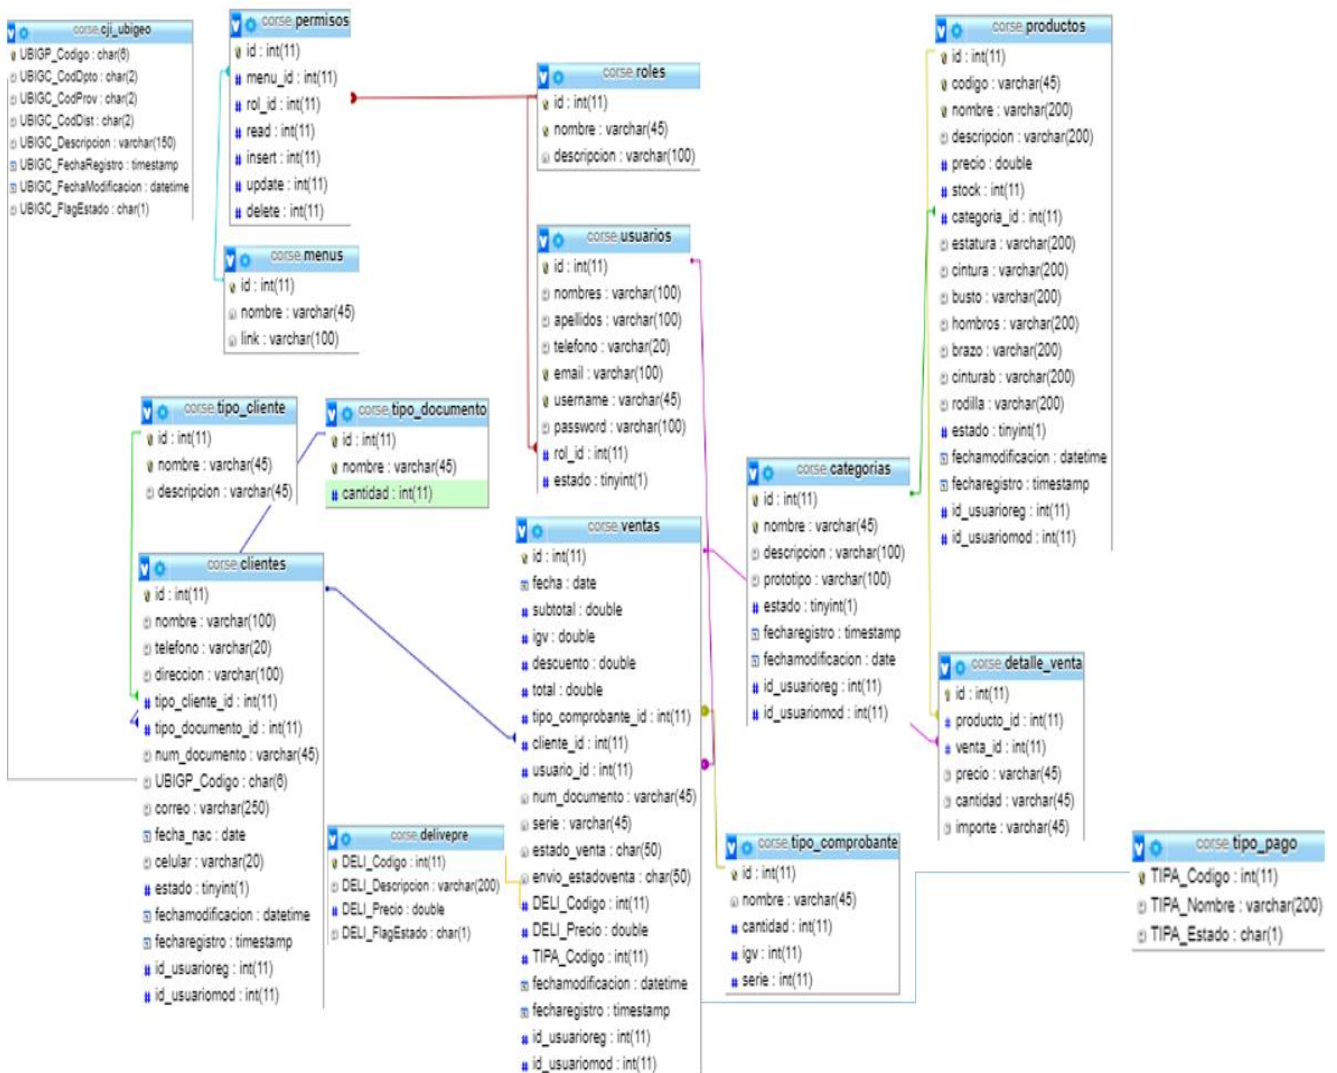 corse cji_ubigeo
UBIGP_Codigo : char(6)
UBIGC_CodDpto : char(2)
UBIGC_CodProv : char(2)
UBIGC_CodDist : char(2)
UBIGC_Descripcion : varchar(150)
UBIGC_FechaRegistro : timestamp
UBIGC_FechaModificacion : datetime
UBIGC_FlagEstado : char(1)
corse permisos
id : int(11)
menu_id : int(11)
rol_id : int(11)
read : int(11)
insert : int(11)
update : int(11)
delete : int(11)
corse menus
id : int(11)
nombre : varchar(45)
link : varchar(100)
corse roles
id : int(11)
nombre : varchar(45)
descripcion : varchar(100)
corse usuarios
id : int(11)
nombres : varchar(100)
apellidos : varchar(100)
telefono : varchar(20)
email : varchar(100)
username : varchar(45)
password : varchar(100)
rol_id : int(11)
estado : tinyint(1)
corse productos
id : int(11)
codigo : varchar(45)
nombre : varchar(200)
descripcion : varchar(200)
precio : double
stock : int(11)
categoria_id : int(11)
estatura : varchar(200)
cintura : varchar(200)
busto : varchar(200)
hombros : varchar(200)
brazo : varchar(200)
cinturab : varchar(200)
rodilla : varchar(200)
estado : tinyint(1)
fechamodificacion : datetime
fecharegistro : timestamp
id_usuarioreg : int(11)
id_usuariomod : int(11)
corse tipo_cliente
id : int(11)
nombre : varchar(45)
descripcion : varchar(45)
corse tipo_documento
id : int(11)
nombre : varchar(45)
cantidad : int(11)
corse clientes
id : int(11)
nombre : varchar(100)
telefono : varchar(20)
direccion : varchar(100)
tipo_cliente_id : int(11)
tipo_documento_id : int(11)
num_documento : varchar(45)
UBIGP_Codigo : char(6)
correo : varchar(250)
fecha_nac : date
celular : varchar(20)
estado : tinyint(1)
fechamodificacion : datetime
fecharegistro : timestamp
id_usuarioreg : int(11)
id_usuariomod : int(11)
corse delivepre
DELI_Codigo : int(11)
DELI_Descripcion : varchar(200)
DELI_Precio : double
DELI_FlagEstado : char(1)
corse ventas
id : int(11)
fecha : date
subtotal : double
igv : double
descuento : double
total : double
tipo_comprobante_id : int(11)
cliente_id : int(11)
usuario_id : int(11)
num_documento : varchar(45)
serie : varchar(45)
estado_venta : char(50)
envio_estadoventa : char(50)
DELI_Codigo : int(11)
DELI_Precio : double
TIPA_Codigo : int(11)
fechamodificacion : datetime
fecharegistro : timestamp
id_usuarioreg : int(11)
id_usuariomod : int(11)
corse categorias
id : int(11)
nombre : varchar(45)
descripcion : varchar(100)
prototipo : varchar(100)
estado : tinyint(1)
fecharegistro : timestamp
fechamodificacion : date
id_usuarioreg : int(11)
id_usuariomod : int(11)
corse detalle_venta
id : int(11)
producto_id : int(11)
venta_id : int(11)
precio : varchar(45)
cantidad : varchar(45)
importe : varchar(45)
corse tipo_comprobante
id : int(11)
nombre : varchar(45)
cantidad : int(11)
igv : int(11)
serie : int(11)
corse tipo_pago
TIPA_Codigo : int(11)
TIPA_Nombre : varchar(200)
TIPA_Estado : char(1)